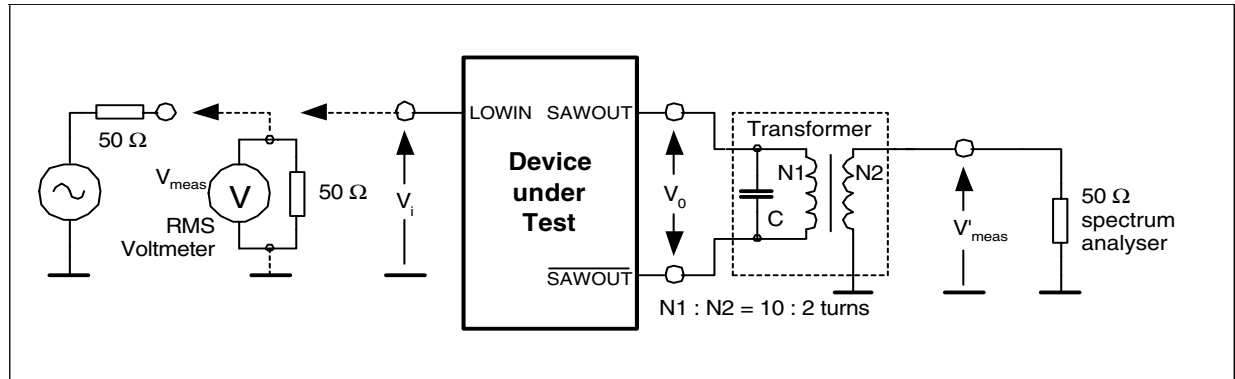 50 Ω
V meas
RMS
Voltmeter
V
50 Ω
Vi
LOWIN
SAWOUT
Device
under
Test
SAWOUT
V0
Transformer
N1
N2
C
N1 : N2 = 10 : 2 turns
V'meas
50 Ω
spectrum
analyser